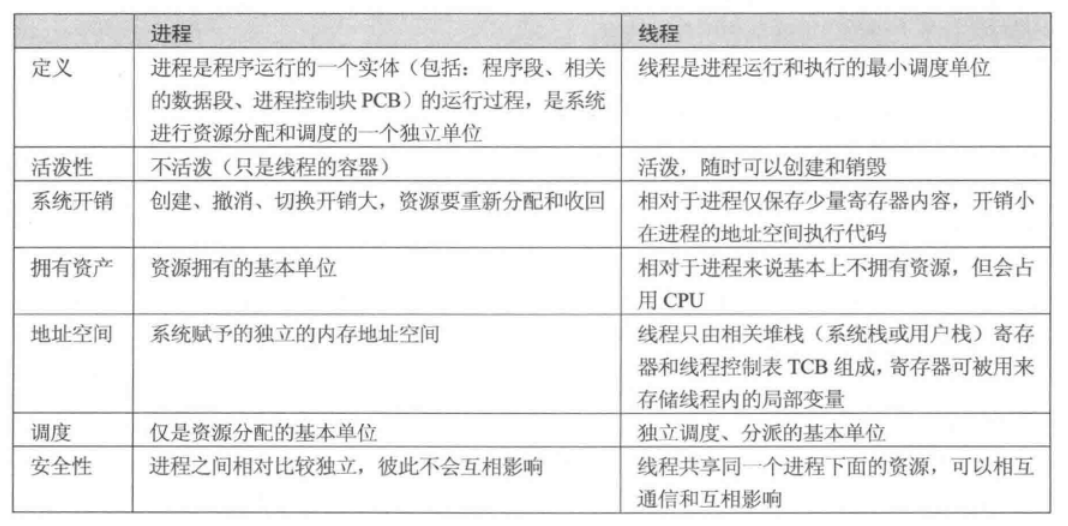 进程 线程
定义 进程是程序运行的一个实体（包括：程序段、相关 线程是进程运行和执行的最小调度单位
的数据段、进程控制块 PCB）的运行过程，是系统
进行资源分配和调度的一个独立单位
活泼性 不活泼（只是线程的容器） 活泼，随时可以创建和销毁
系统开销 创建、撤消、切换开销大，资源要重新分配和收回 相对于进程仅保存少量寄存器内容，开销小
在进程的地址空间执行代码
拥有资产 资源拥有的基本单位 相对于进程来说基本上不拥有资源，但会占
用 CPU
地址空间 系统赋予的独立的内存地址空间 线程只由相关堆栈（系统栈或用户栈）寄存
器和线程控制表 TCB 组成，寄存器可被用来
存储线程内的局部变量
调度 仅是资源分配的基本单位 独立调度、分派的基本单位
安全性 进程之间相对比较独立，彼此不会互相影响 线程共享同一个进程下面的资源，可以相互
通信和互相影响